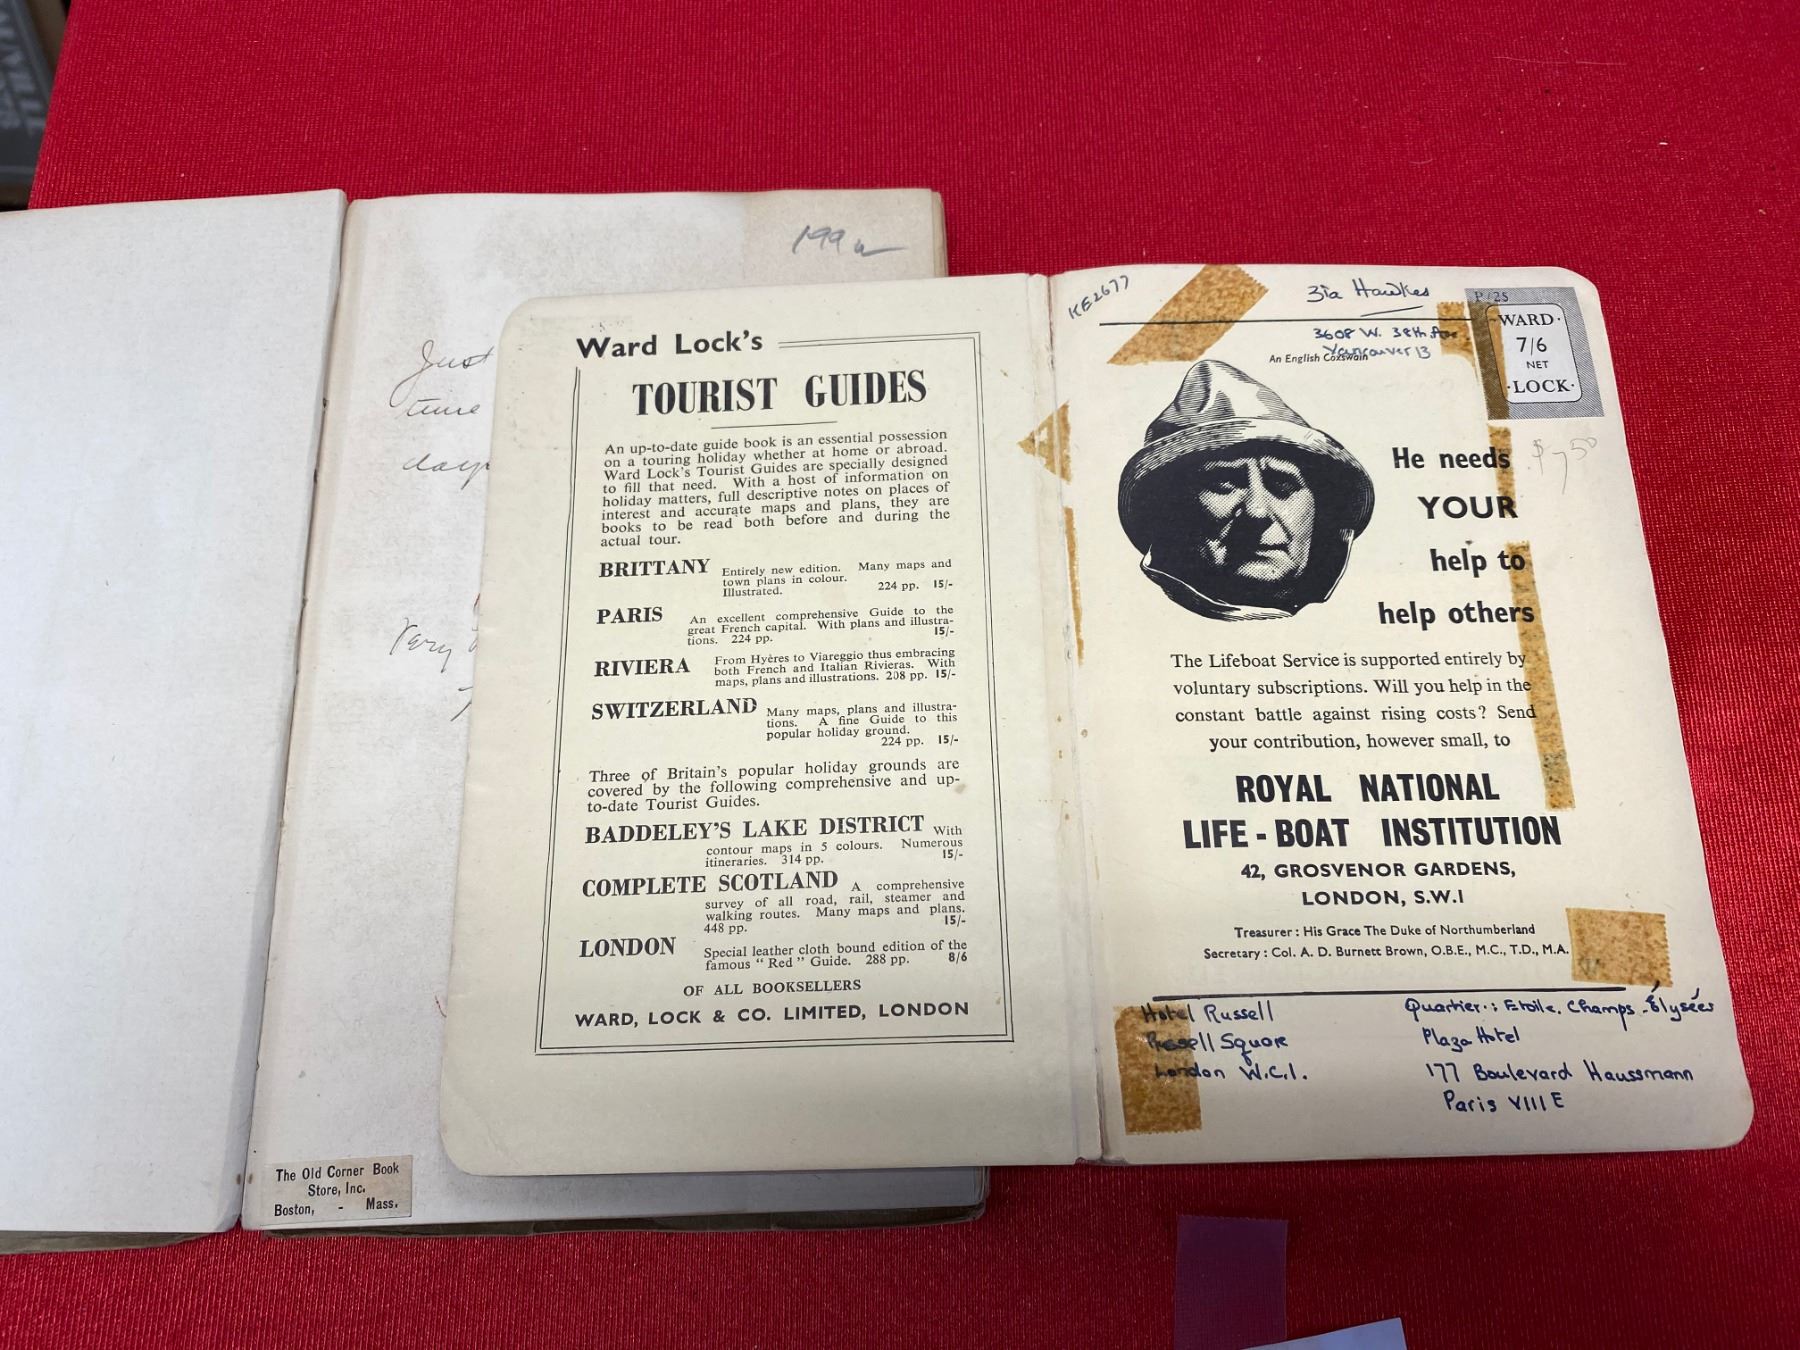 Just
time
Very
The Old Corner Book
Store, Inc.
Boston, - Mass.
Ward Lock's
TOURIST GUIDES
An up-to-date guide book is an essential possession
on a touring holiday whether at home or abroad.
Ward Lock's Tourist Guides are specially designed
to fill that need. With a host of information on
holiday matters, full descriptive notes on places of
interest and accurate maps and plans, they are
books to be read both before and during the
actual tour.
BRITTANY Entirely new edition. Many maps and
town plans in colour.
Illustrated. 224 pp. 15/-
PARIS An excellent comprehensive Guide to the
great French capital. With plans and illustra-
tions. 224 pp. 15/-
RIVIERA From Hyères to Viareggio thus embracing
both French and Italian Rivieras. With
maps, plans and illustrations. 208 pp. 15/-
SWITZERLAND Many maps, plans and illustra-
tions. A fine Guide to this
popular holiday ground.
224 pp. 15/-
Three of Britain's popular holiday grounds are
covered by the following comprehensive and up-
to-date Tourist Guides.
BADDELEY'S LAKE DISTRICT With
contour maps in 5 colours. Numerous
itineraries. 314 pp. 15/-
COMPLETE SCOTLAND A comprehensive
survey of all road, rail, steamer and
walking routes. Many maps and plans.
448 pp. 15/-
LONDON Special leather cloth bound edition of the
famous "Red" Guide. 288 pp. 8/6
OF ALL BOOKSELLERS
WARD, LOCK & CO. LIMITED, LONDON
KE2677
3ia Hawkes
3608 W. 38th Ave
Vancouver 13
P/25
·WARD·
7/6
NET
·LOCK·
An English Coxswain
He needs
$7.50
YOUR
help to
help others
The Lifeboat Service is supported entirely by
voluntary subscriptions. Will you help in the
constant battle against rising costs? Send
your contribution, however small, to
ROYAL NATIONAL
LIFE-BOAT INSTITUTION
42, GROSVENOR GARDENS,
LONDON, S.W.1
Treasurer: His Grace The Duke of Northumberland
Secretary: Col. A. D. Burnett Brown, O.B.E., M.C., T.D., M.A.
Hotel Russell
Russell Square
London W.C.1.
Quartier: Etoile. Champs-Élysées
Plaza Hotel
177 Boulevard Haussmann
Paris VIII E